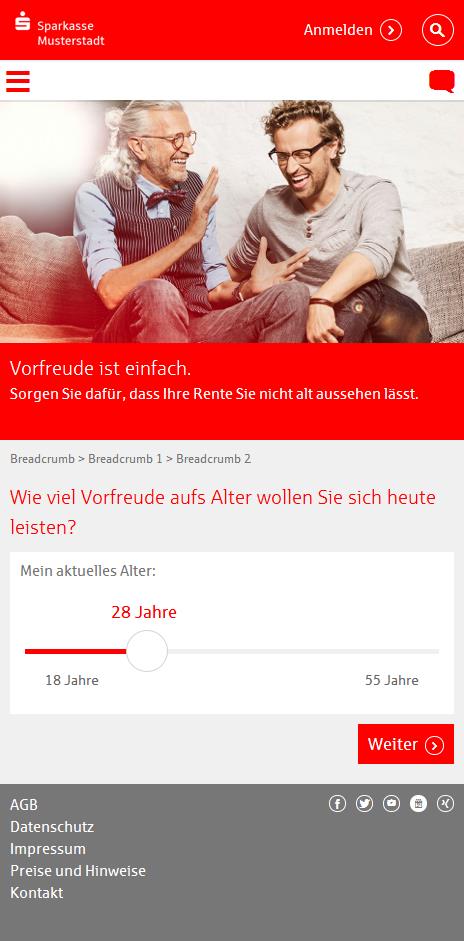 Sparkasse
Musterstadt
Anmelden
Vorfreude ist einfach.
Sorgen Sie dafür, dass Ihre Rente Sie nicht alt aussehen lässt.
Breadcrumb > Breadcrumb 1 > Breadcrumb 2
Wie viel Vorfreude aufs Alter wollen Sie sich heute
leisten?
Mein aktuelles Alter:
28 Jahre
18 Jahre
55 Jahre
Weiter
AGB
Datenschutz
Impressum
Preise und Hinweise
Kontakt